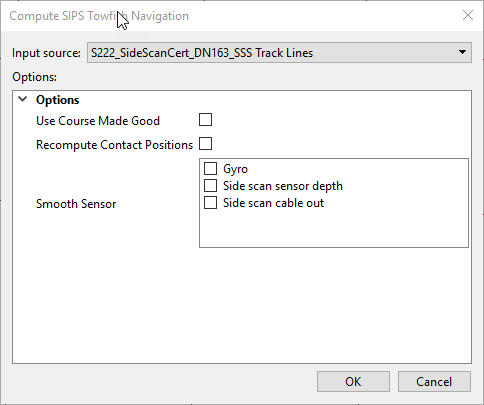 Compute SIPS Towfish Navigation
Input source: S222_SideScanCert_DN163_SSS Track Lines
Options:
Options
Use Course Made Good
Recompute Contact Positions
Smooth Sensor
Gyro
Side scan sensor depth
Side scan cable out
OK Cancel